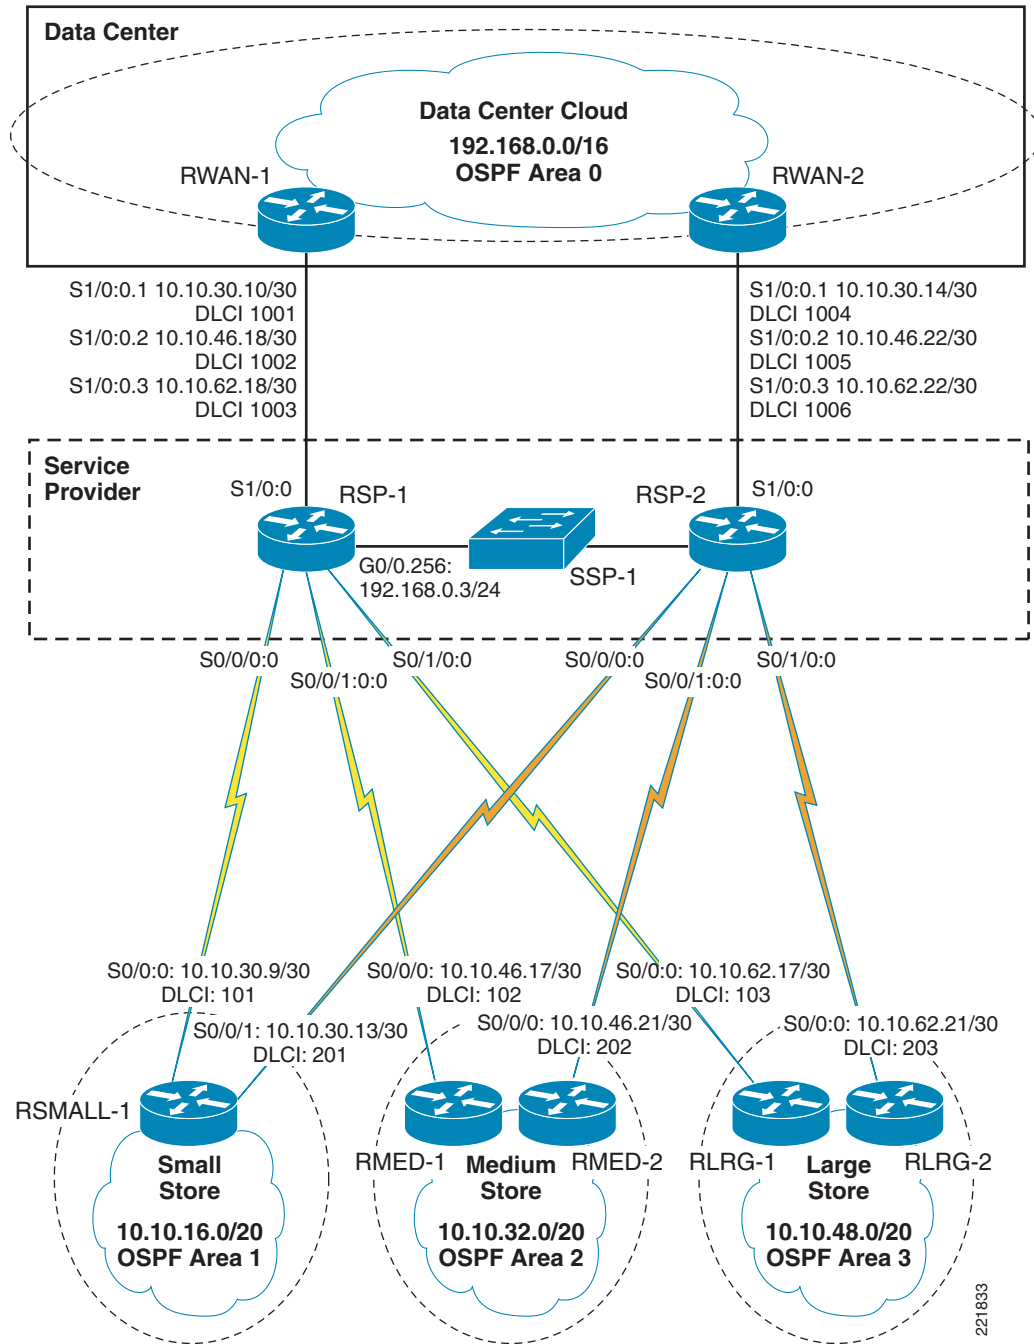 Data Center
Data Center Cloud
192.168.0.0/16
OSPF Area 0
RWAN-1
RWAN-2
S1/0:0.1 10.10.30.10/30
DLCI 1001
S1/0:0.2 10.10.46.18/30
DLCI 1002
S1/0:0.3 10.10.62.18/30
DLCI 1003
S1/0:0.1 10.10.30.14/30
DLCI 1004
S1/0:0.2 10.10.46.22/30
DLCI 1005
S1/0:0.3 10.10.62.22/30
DLCI 1006
Service
Provider
S1/0:0
RSP-1
RSP-2
S1/0:0
G0/0.256:
192.168.0.3/24
SSP-1
S0/0/0:0
S0/0/1:0:0
S0/1/0:0
S0/0/0:0
S0/0/1:0:0
S0/1/0:0
S0/0:0: 10.10.30.9/30
DLCI: 101
S0/0/0: 10.10.46.17/30
DLCI: 102
S0/0:0: 10.10.62.17/30
DLCI: 103
S0/0/1: 10.10.30.13/30
DLCI: 201
S0/0/0: 10.10.46.21/30
DLCI: 202
S0/0:0: 10.10.62.21/30
DLCI: 203
RSMALL-1
Small
Store
10.10.16.0/20
OSPF Area 1
RMED-1
Medium
Store
RMED-2
10.10.32.0/20
OSPF Area 2
RLRG-1
Large
Store
RLRG-2
10.10.48.0/20
OSPF Area 3
221833